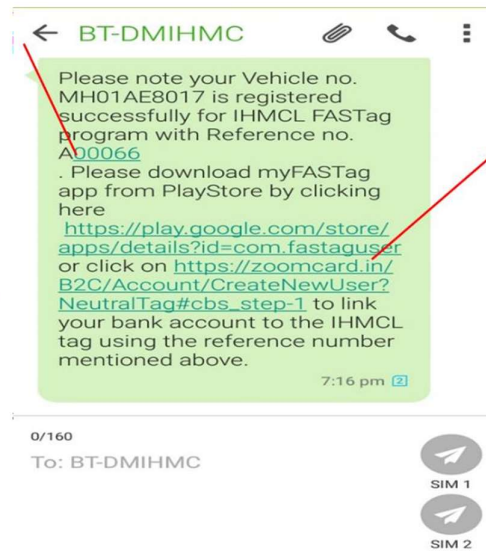 BT-DMIHMC
Please note your Vehicle no.
MH01AE8017 is registered
successfully for IHMCL FASTag
program with Reference no.
A00066
. Please download myFASTag
app from PlayStore by clicking
here
https://play.google.com/store/
apps/details?id=com.fastaguser
or click on https://zoomcard.in/
B2C/Account/CreateNewUser?
NeutralTag#cbs_step-1 to link
your bank account to the IHMCL
tag using the reference number
mentioned above.
7:16 pm 2
0/160
To: BT-DMIHMC
SIM 1
SIM 2